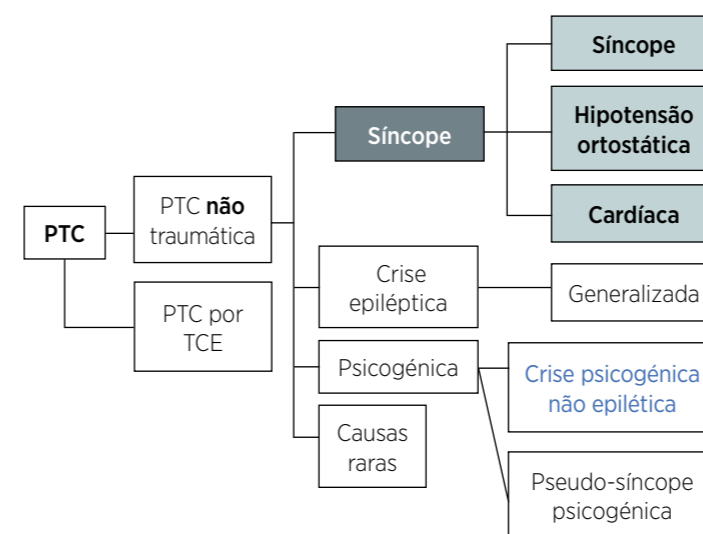 PTC
PTC não
traumática
PTC por
TCE
Síncope
Síncope
Hipotensão
ortostática
Cardíaca
Crise
epiléptica
Generalizada
Psicogénica
Crise psicogénica
não epilética
Pseudo-síncope
psicogénica
Causas
raras